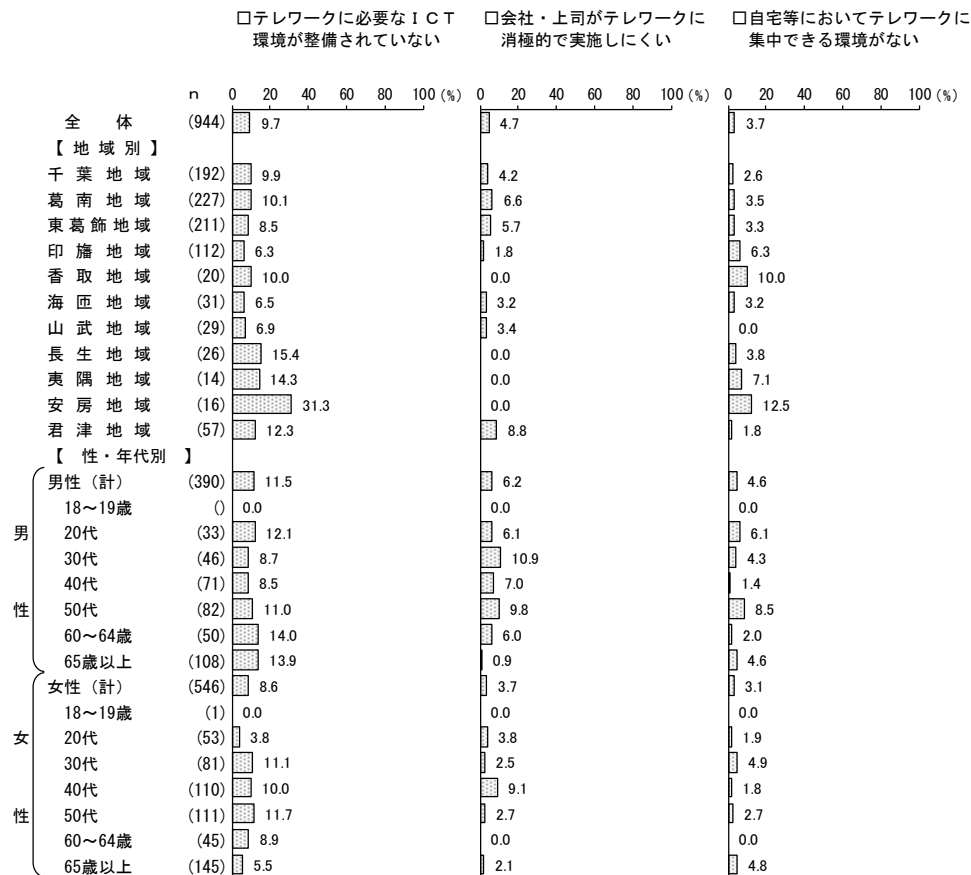 □テレワークに必要なＩＣＴ
環境が整備されていない
□会社・上司がテレワークに
消極的で実施しにくい
□自宅等においてテレワークに
集中できる環境がない
ｎ 0 20 40 60 80 100 (%) 0 20 40 60 80 100 (%) 0 20 40 60 80 100 (%)
全体 (944) 9.7 4.7 3.7
【地域別】
千葉地域 (192) 9.9 4.2 2.6
葛南地域 (227) 10.1 6.6 3.5
東葛飾地域 (211) 8.5 5.7 3.3
印旛地域 (112) 6.3 1.8 6.3
香取地域 (20) 10.0 0.0 10.0
海匝地域 (31) 6.5 3.2 3.2
山武地域 (29) 6.9 3.4 0.0
長生地域 (26) 15.4 0.0 3.8
夷隅地域 (14) 14.3 0.0 7.1
安房地域 (16) 31.3 0.0 12.5
君津地域 (57) 12.3 8.8 1.8
【性・年代別】
男性（計） (390) 11.5 6.2 4.6
18～19歳 () 0.0 0.0 0.0
男 20代 (33) 12.1 6.1 6.1
30代 (46) 8.7 10.9 4.3
40代 (71) 8.5 7.0 1.4
性 50代 (82) 11.0 9.8 8.5
60～64歳 (50) 14.0 6.0 2.0
65歳以上 (108) 13.9 0.9 4.6
女性（計） (546) 8.6 3.7 3.1
18～19歳 (1) 0.0 0.0 0.0
女 20代 (53) 3.8 3.8 1.9
30代 (81) 11.1 2.5 4.9
40代 (110) 10.0 9.1 1.8
性 50代 (111) 11.7 2.7 2.7
60～64歳 (45) 8.9 0.0 0.0
65歳以上 (145) 5.5 2.1 4.8